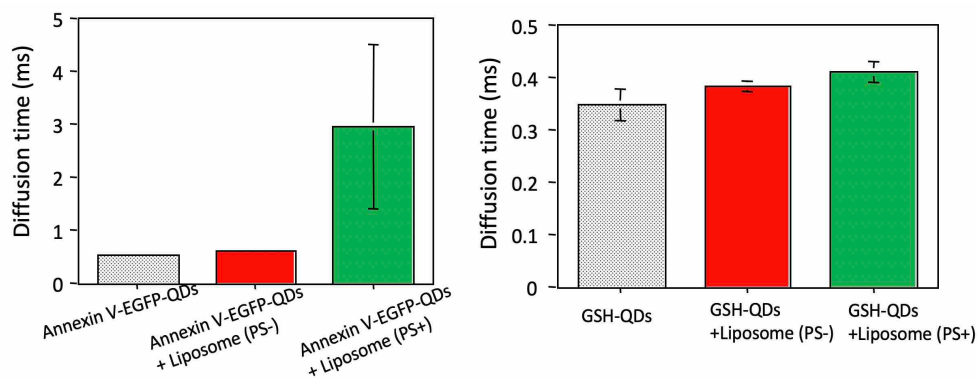 Diffusion time (ms)
5
4
3
2
1
0
Annexin V-EGFP-QDs
Annexin V-EGFP-QDs
+ Liposome (PS-)
Annexin V-EGFP-QDs
+ Liposome (PS+)
Diffusion time (ms)
0.5
0.4
0.3
0.2
0.1
0
GSH-QDs
GSH-QDs
+Liposome (PS-)
GSH-QDs
+Liposome (PS+)